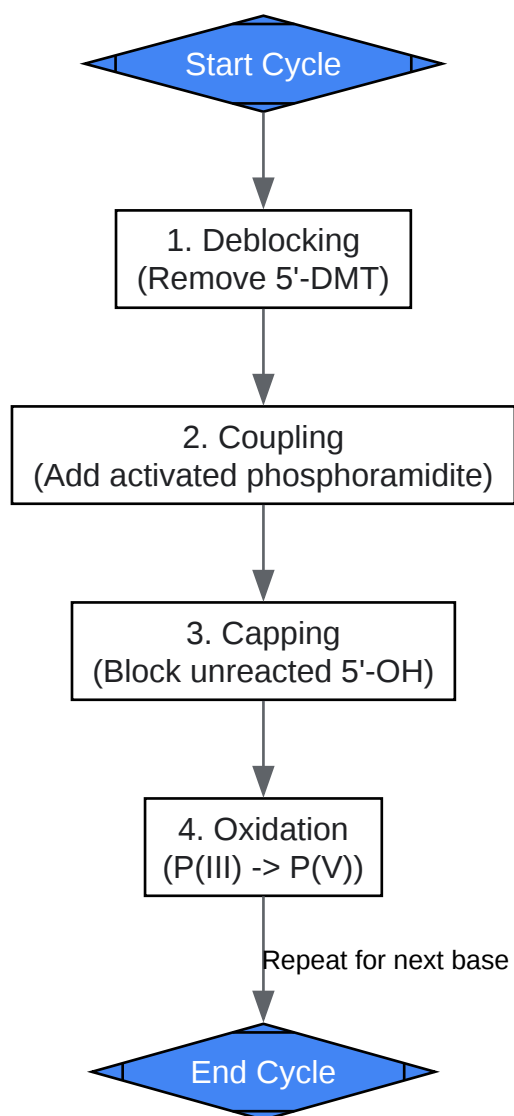 Start Cycle
1. Deblocking
(Remove 5'-DMT)
2. Coupling
(Add activated phosphoramidite)
3. Capping
(Block unreacted 5'-OH)
4. Oxidation
(P(III) -> P(V))
Repeat for next base
End Cycle